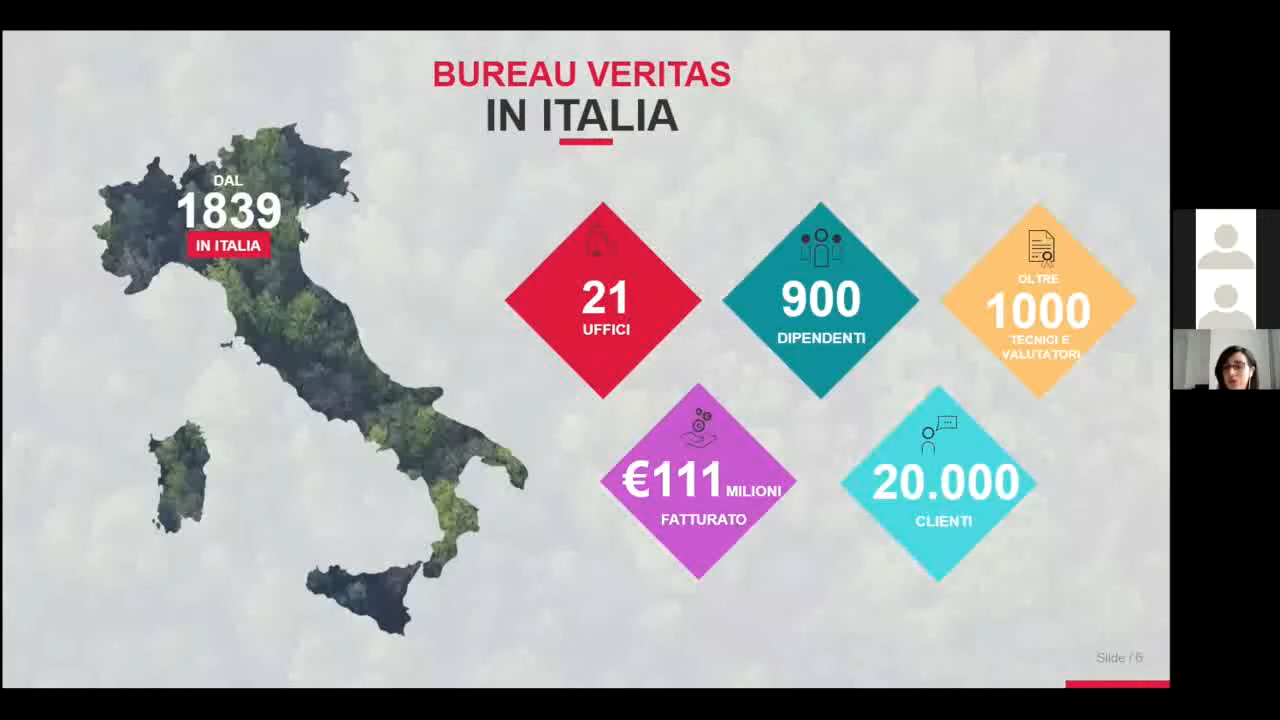 BUREAU VERITAS
IN ITALIA
DAL
1839
IN ITALIA
21
UFFICI
900
DIPENDENTI
OLTRE
1000
TECNICI E
VALUTATORI
€111 MILIONI
FATTURATO
20.000
CLIENTI
Slide / 6